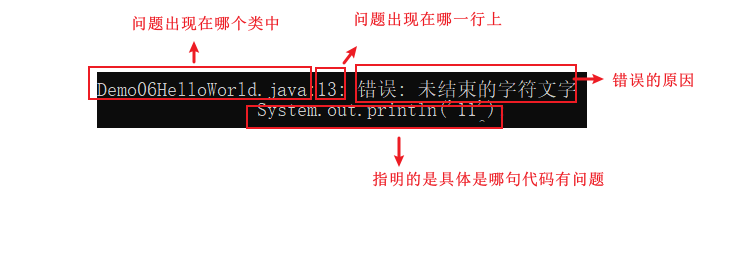 问题出现在哪个类中
问题出现在哪一行上
Demo06HelloWorld.java:13: 错误: 未结束的字符文字
错误的原因
System.out.println('11')
指明的是具体是哪句代码有问题